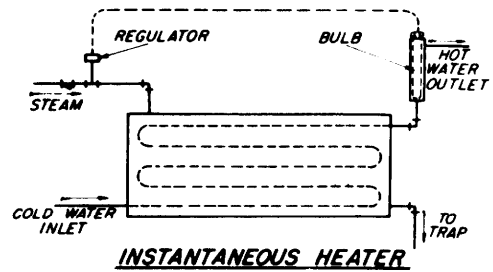 REGULATOR
BULB
HOT
WATER
OUTLET
STEAM
COLD WATER
INLET
TO
TRAP
INSTANTANEOUS HEATER